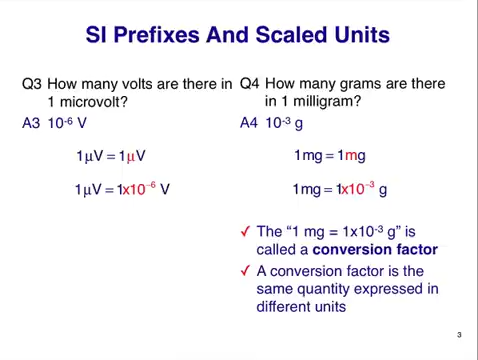 SI Prefixes And Scaled Units
Q3 How many volts are there in
1 microvolt?
A3 10⁻⁶ V
1μV = 1μV
1μV = 1x10⁻⁶ V
Q4 How many grams are there
in 1 milligram?
A4 10⁻³ g
1mg = 1mg
1mg = 1x10⁻³ g
✓ The “1 mg = 1x10⁻³ g” is
called a conversion factor
✓ A conversion factor is the
same quantity expressed in
different units
3